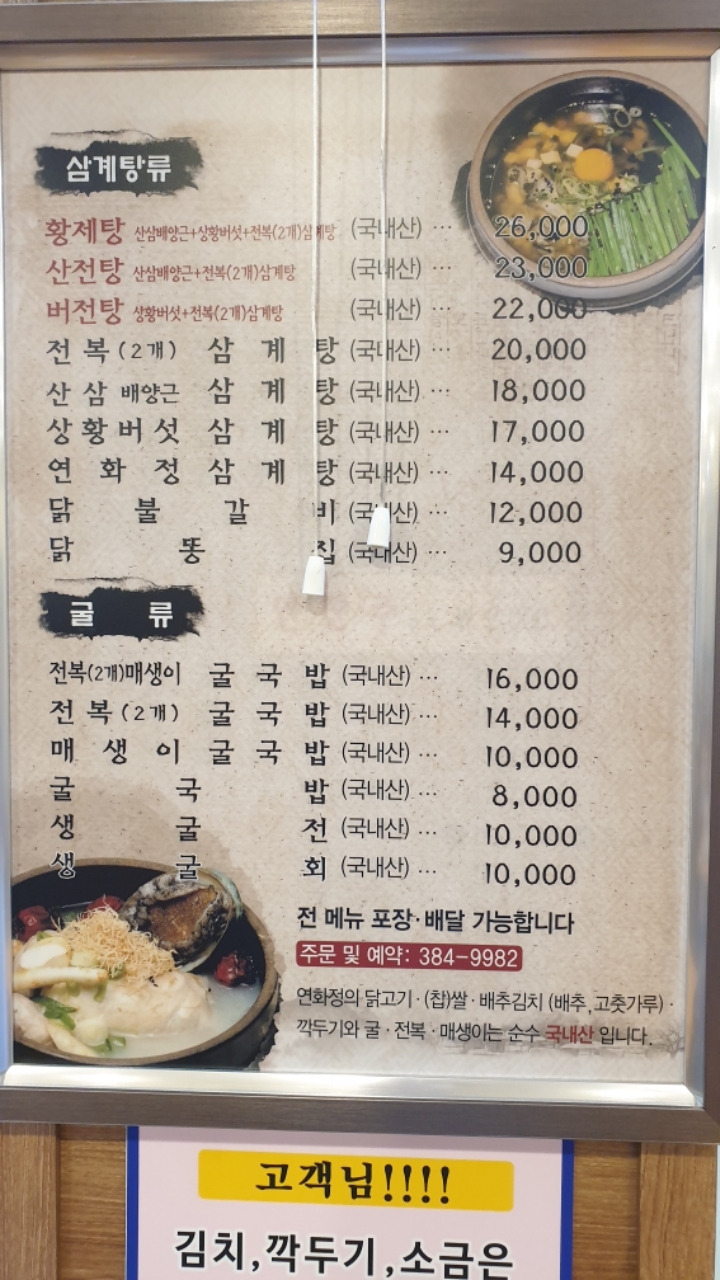 삼계탕류
황제탕 산삼배양근+상황버섯+전복(2개)삼계탕 (국내산) ··· 26,000
산전탕 산삼배양근+전복(2개)삼계탕 (국내산) ··· 23,000
버전탕 상황버섯+전복(2개)삼계탕 (국내산) ··· 22,000
전복(2개) 삼계탕 (국내산) ··· 20,000
산삼배양근 삼계탕 (국내산) ··· 18,000
상황버섯 삼계탕 (국내산) ··· 17,000
연화정삼계탕 (국내산) ··· 14,000
닭불갈비 (국내산) ··· 12,000
닭똥집 (국내산) ··· 9,000
굴류
전복(2개)매생이 굴국밥 (국내산) ··· 16,000
전복(2개) 굴국밥 (국내산) ··· 14,000
매생이굴국밥 (국내산) ··· 10,000
굴국밥 (국내산) ··· 8,000
생굴전 (국내산) ··· 10,000
생굴회 (국내산) ··· 10,000
전 메뉴 포장·배달 가능합니다
주문 및 예약: 384-9982
연화정의 닭고기·(찹)쌀·배추김치 (배추,고춧가루)·
깍두기와 굴·전복·매생이는 순수 국내산 입니다.
고객님!!!!
김치,깍두기,소금은